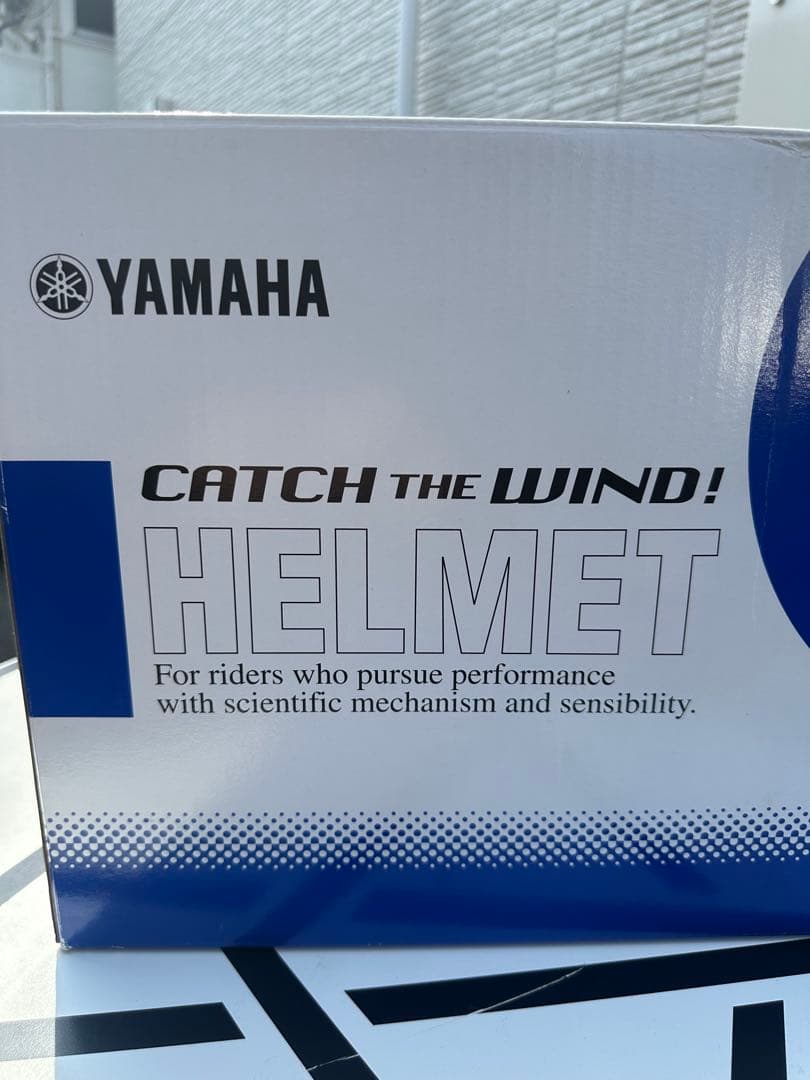 YAMAHA
CATCH THE WIND!
HELMET
For riders who pursue performance
with scientific mechanism and sensibility.